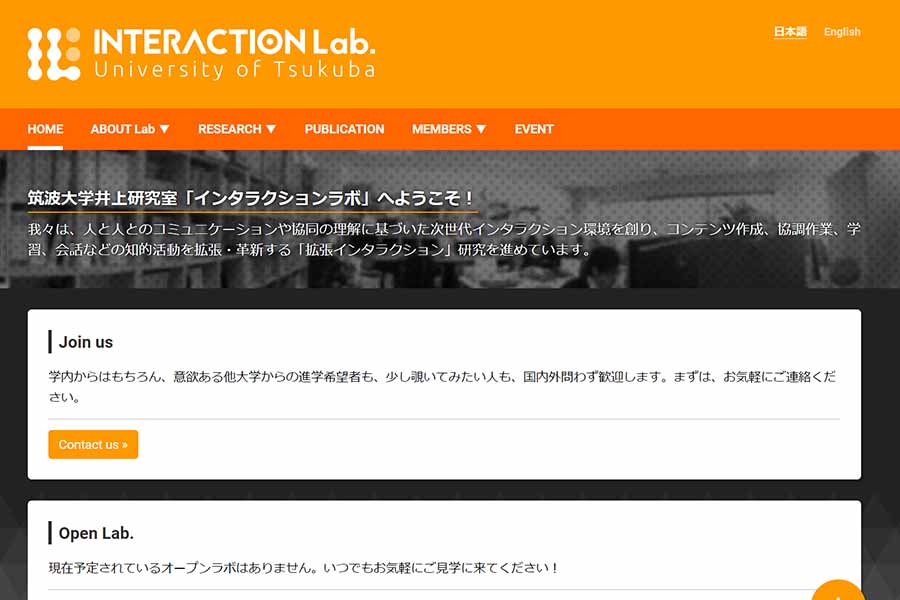 INTERACTION Lab.
University of Tsukuba
日本語 English
HOME ABOUT Lab ▼ RESEARCH ▼ PUBLICATION MEMBERS ▼ EVENT
筑波大学井上研究室「インタラクションラボ」へようこそ！
我々は、人と人とのコミュニケーションや協同の理解に基づいた次世代インタラクション環境を創り、コンテンツ作成、協調作業、学
習、会話などの知的活動を拡張・革新する「拡張インタラクション」研究を進めています。
Join us
学内からはもちろん、意欲ある他大学からの進学希望者も、少し覗いてみたい人も、国内外問わず歓迎します。まずは、お気軽にご連絡くだ
さい。
Contact us »
Open Lab.
現在予定されているオープンラボはありません。いつでもお気軽にご見学に来てください！